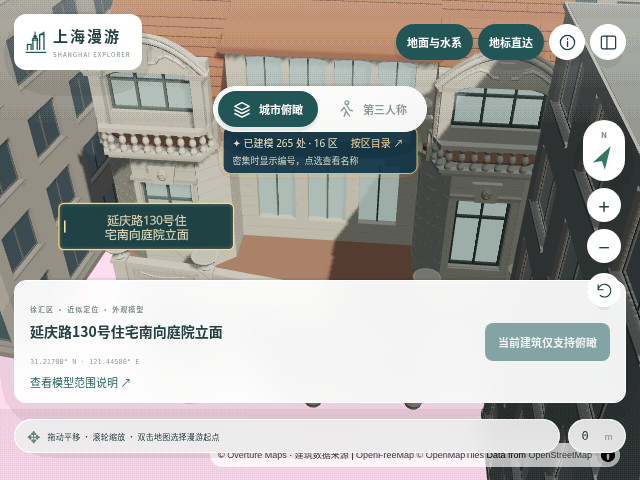 上海漫游
SHANGHAI EXPLORER
地面与水系
地标直达
城市俯瞰
第三人称
✦ 已建模 265 处 · 16 区 按区目录 ↗
密集时显示编号，点选查看名称
N
延庆路130号住
宅南向庭院立面
+
−
徐汇区 · 近似定位 · 外观模型
延庆路130号住宅南向庭院立面
当前建筑仅支持俯瞰
31.21700° N · 121.44500° E
查看模型范围说明 ↗
拖动平移 · 滚轮缩放 · 双击地图选择漫游起点
0 m
© Overture Maps · 建筑数据来源 | OpenFreeMap © OpenMapTiles Data from OpenStreetMap